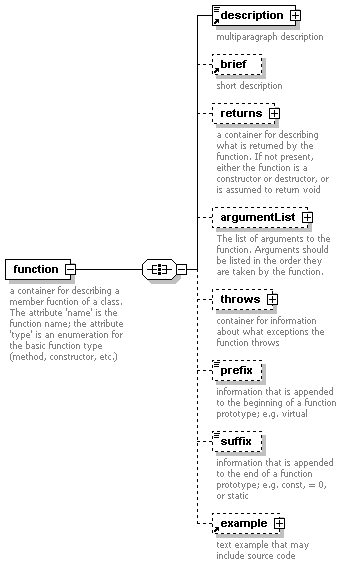 description
multiparagraph description
brief
short description
returns
a container for describing
what is returned by the
function. If not present,
either the function is a
constructor or destructor, or
is assumed to return void
argumentList
The list of arguments to the
function. Arguments should
be listed in the order they
are taken by the function.
function
a container for describing a
member fucntion of a class.
The attribute 'name' is the
function name; the attribute
'type' is an enumeration for
the basic function type
(method, constructor, etc.)
throws
container for information
about what exceptions the
function throws
prefix
information that is appended
to the beginning of a function
prototype; e.g. virtual
suffix
information that is appended
to the end of a function
prototype; e.g. const, = 0,
or static
example
text example that may
include source code